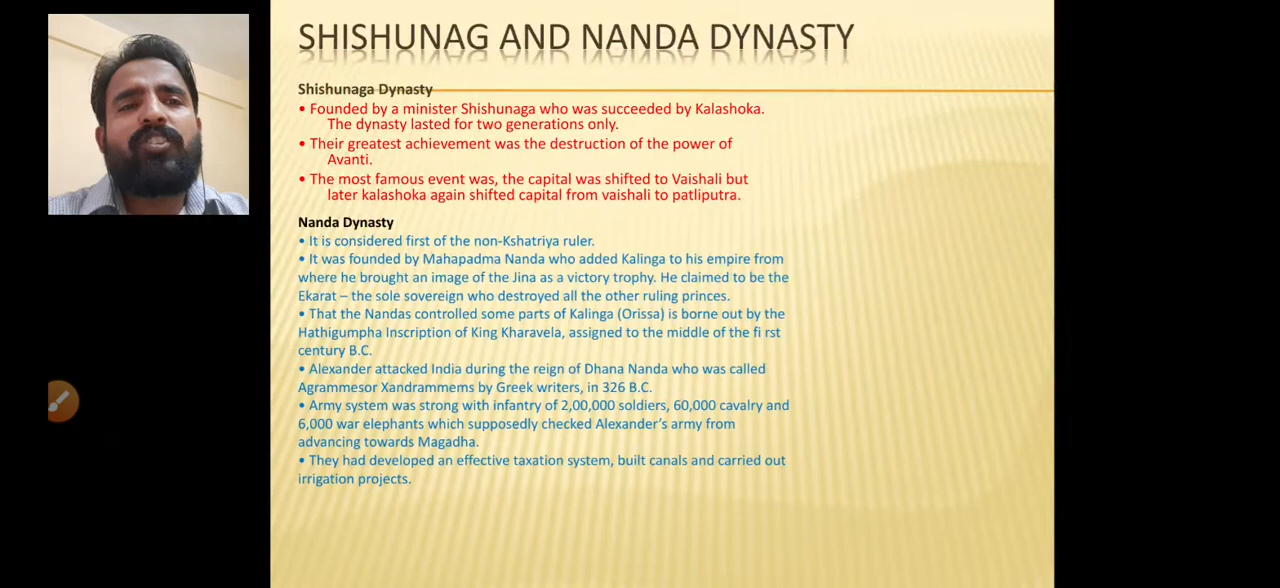 SHISHUNAG AND NANDA DYNASTY
Shishunaga Dynasty
• Founded by a minister Shishunaga who was succeeded by Kalashoka.
The dynasty lasted for two generations only.
• Their greatest achievement was the destruction of the power of
Avanti.
• The most famous event was, the capital was shifted to Vaishali but
later kalashoka again shifted capital from vaishali to patliputra.
Nanda Dynasty
• It is considered first of the non-Kshatriya ruler.
• It was founded by Mahapadma Nanda who added Kalinga to his empire from
where he brought an image of the Jina as a victory trophy. He claimed to be the
Ekarat – the sole sovereign who destroyed all the other ruling princes.
• That the Nandas controlled some parts of Kalinga (Orissa) is borne out by the
Hathigumpha Inscription of King Kharavela, assigned to the middle of the fi rst
century B.C.
• Alexander attacked India during the reign of Dhana Nanda who was called
Agrammesor Xandrammems by Greek writers, in 326 B.C.
• Army system was strong with infantry of 2,00,000 soldiers, 60,000 cavalry and
6,000 war elephants which supposedly checked Alexander’s army from
advancing towards Magadha.
• They had developed an effective taxation system, built canals and carried out
irrigation projects.